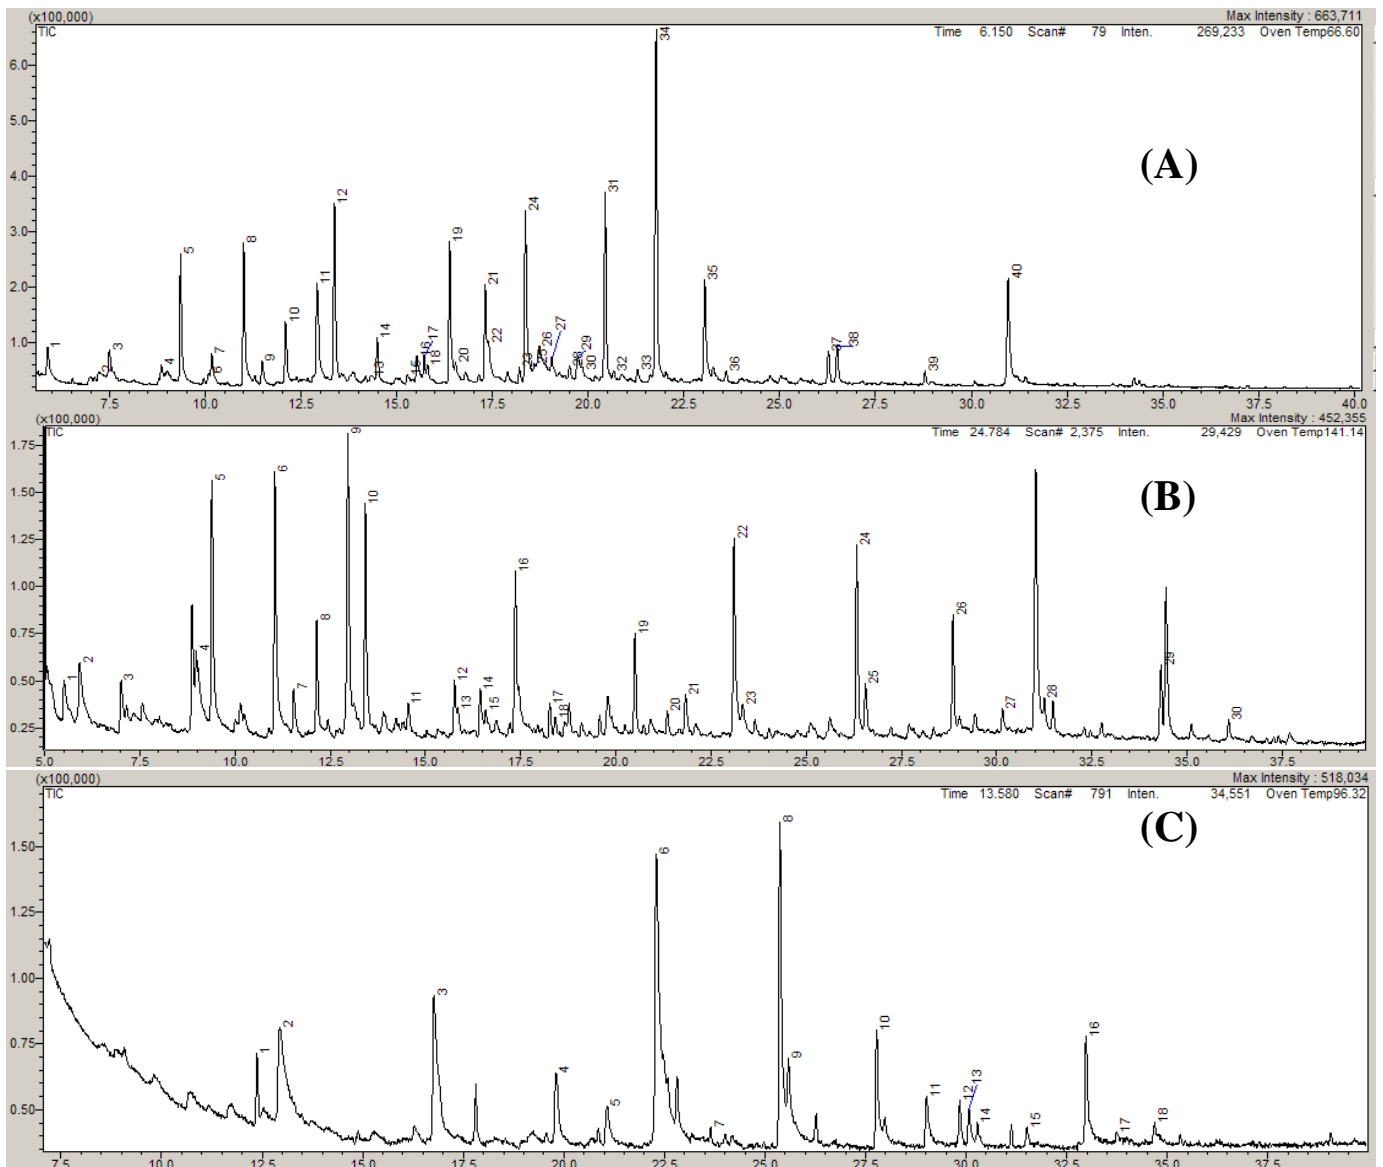 (x100,000) Max Intensity : 663,711
TIC Time 6.150 Scan# 79 Inten. 269,233 Oven Temp66.60
34
6.0
5.0
(A)
4.0
12 31
24
3.0
8 19
5
21 35 40
2.0 11
10
22
14 17 27
1.0 1 3 7 16 26 29 37 38
4 6 9 13 15 18 20 23 25 28 30 32 33 36 39
2
7.5 10.0 12.5 15.0 17.5 20.0 22.5 25.0 27.5 30.0 32.5 35.0 37.5 40.0
(x100,000) Max Intensity : 452,355
TIC Time 24.784 Scan# 2,375 Inten. 29,429 Oven Temp141.14
9
1.75
5 6
(B)
1.50 10
1.25 22 24
16
1.00
8 26
0.75 19
4 29
2 12 14
0.50 1 3 7 13 15 17 21 25
11 18 20 23 27 28
0.25 30
5.0 7.5 10.0 12.5 15.0 17.5 20.0 22.5 25.0 27.5 30.0 32.5 35.0 37.5
(x100,000) Max Intensity : 518,034
TIC Time 13.580 Scan# 791 Inten. 34,551 Oven Temp96.32
8
(C)
6
1.50
1.25
1.00 3
10 16
2
0.75 1 9
4 12 13
11
0.50 5 14
7 15 17 18
7.5 10.0 12.5 15.0 17.5 20.0 22.5 25.0 27.5 30.0 32.5 35.0 37.5